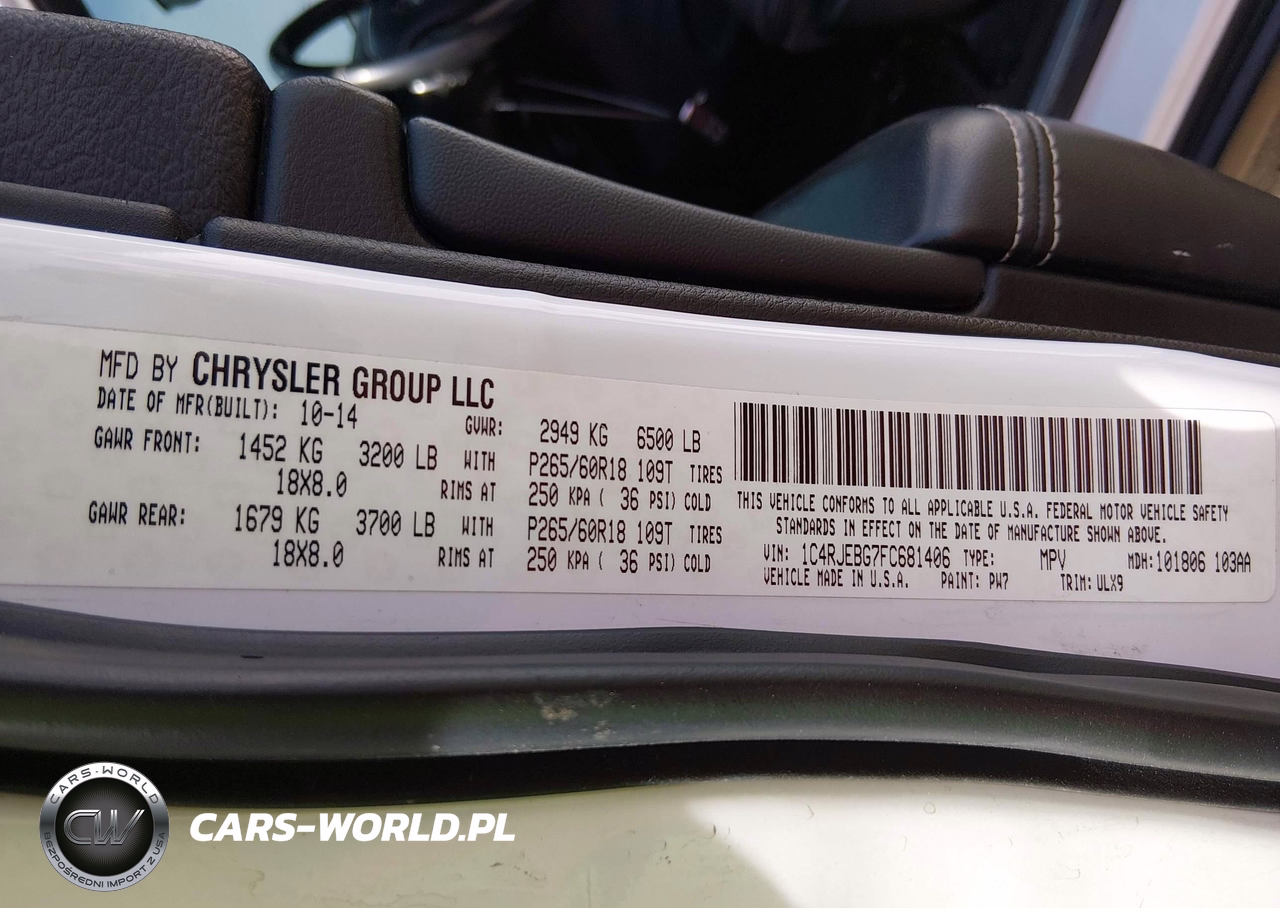 MFD BY CHRYSLER GROUP LLC
DATE OF MFR(BUILT): 10-14 GVWR: 2949 KG 6500 LB
GAWR FRONT: 1452 KG 3200 LB WITH P265/60R18 109T TIRES
18X8.0 RIMS AT 250 KPA ( 36 PSI) COLD
GAWR REAR: 1679 KG 3700 LB WITH P265/60R18 109T TIRES
18X8.0 RIMS AT 250 KPA ( 36 PSI) COLD
THIS VEHICLE CONFORMS TO ALL APPLICABLE U.S.A. FEDERAL MOTOR VEHICLE SAFETY
STANDARDS IN EFFECT ON THE DATE OF MANUFACTURE SHOWN ABOVE.
VIN: 1C4RJEBG7FC681406 TYPE: MPV MDH:101806 103AA
VEHICLE MADE IN U.S.A. PAINT: PW7 TRIM: ULX9
CARS-WORLD
CW
BEZPOŚREDNI IMPORT Z USA
CARS-WORLD.PL